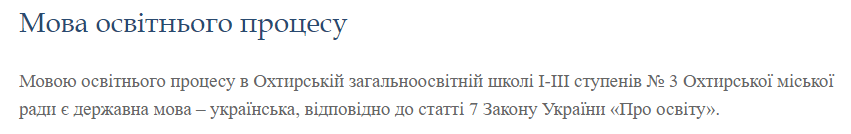 Мова освітнього процесу
Мовою освітнього процесу в Охтирській загальноосвітній школі І-ІІІ ступенів № 3 Охтирської міської
ради є державна мова – українська, відповідно до статті 7 Закону України «Про освіту».